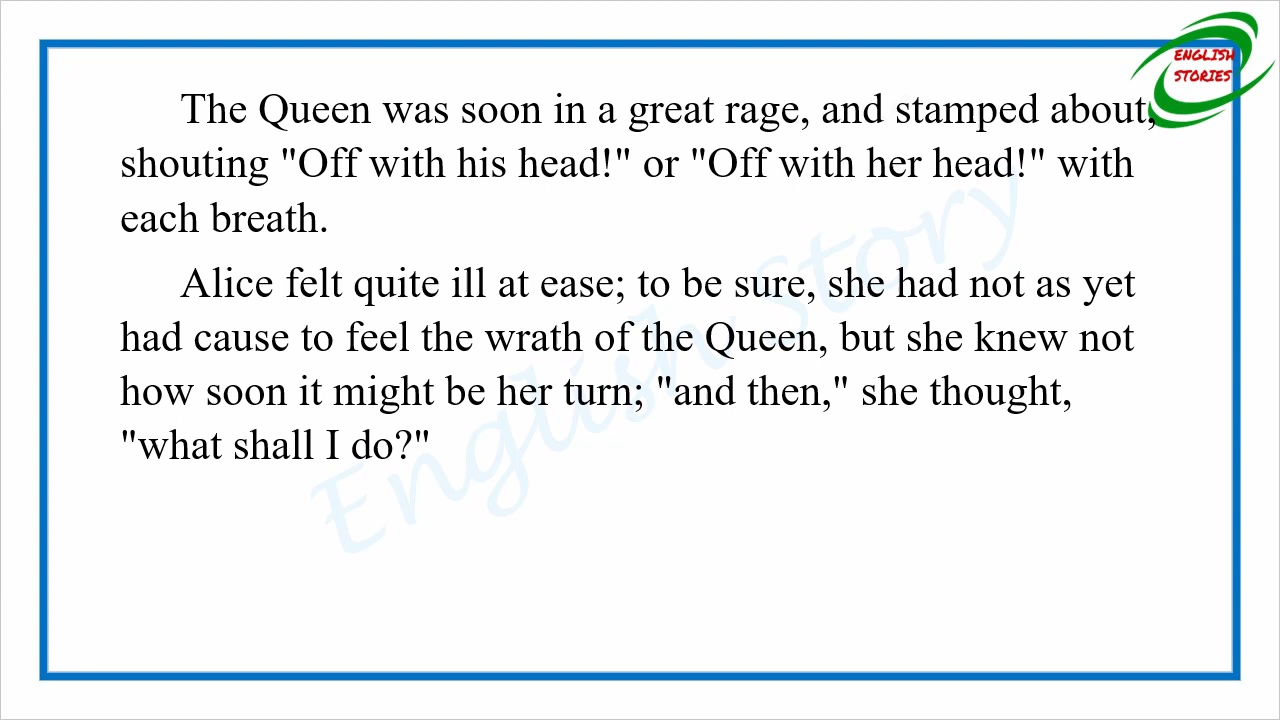 ENGLISH
STORIES
The Queen was soon in a great rage, and stamped about,
shouting "Off with his head!" or "Off with her head!" with
each breath.
Alice felt quite ill at ease; to be sure, she had not as yet
had cause to feel the wrath of the Queen, but she knew not
how soon it might be her turn; "and then," she thought,
"what shall I do?"
English Story